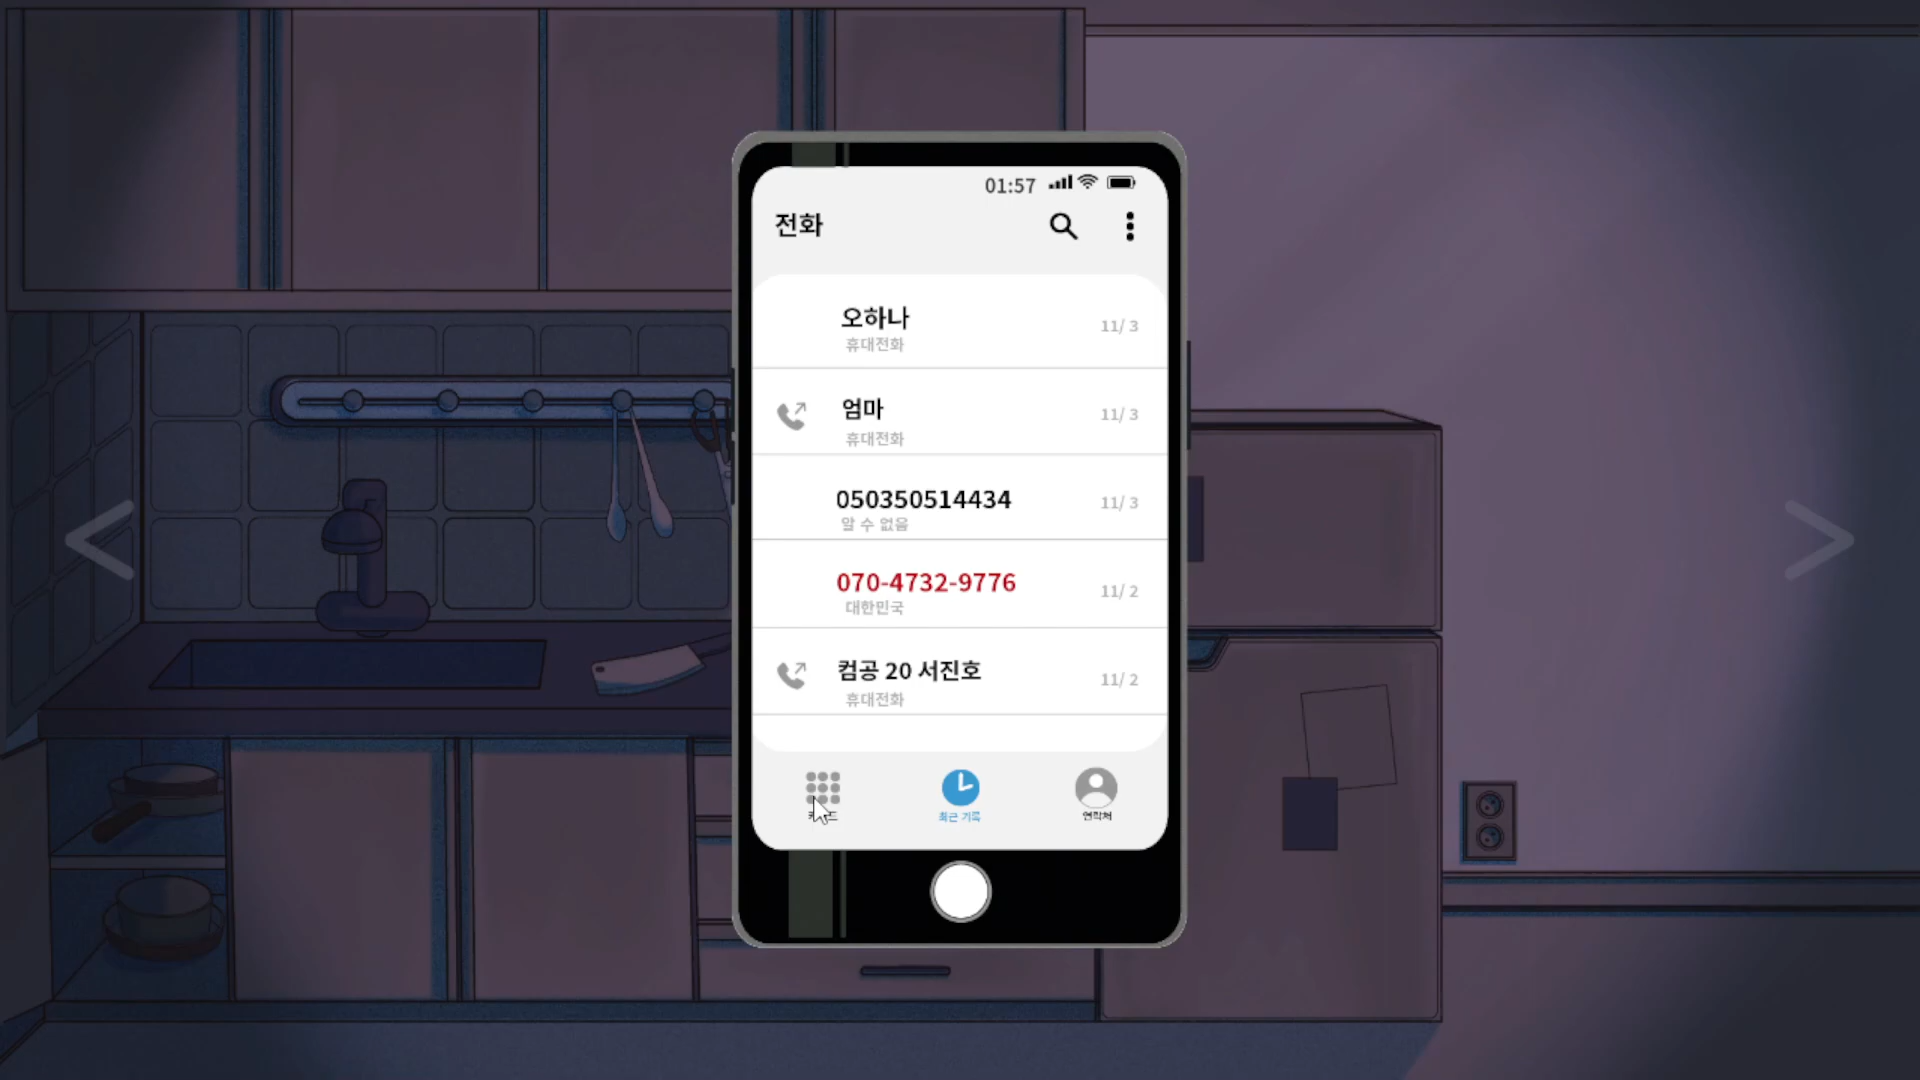 01:57
전화
오하나
휴대전화
11/ 3
엄마
휴대전화
11/ 3
050350514434
알 수 없음
11/ 3
070-4732-9776
대한민국
11/ 2
컴공 20 서진호
휴대전화
11/ 2
최근 기록
연락처